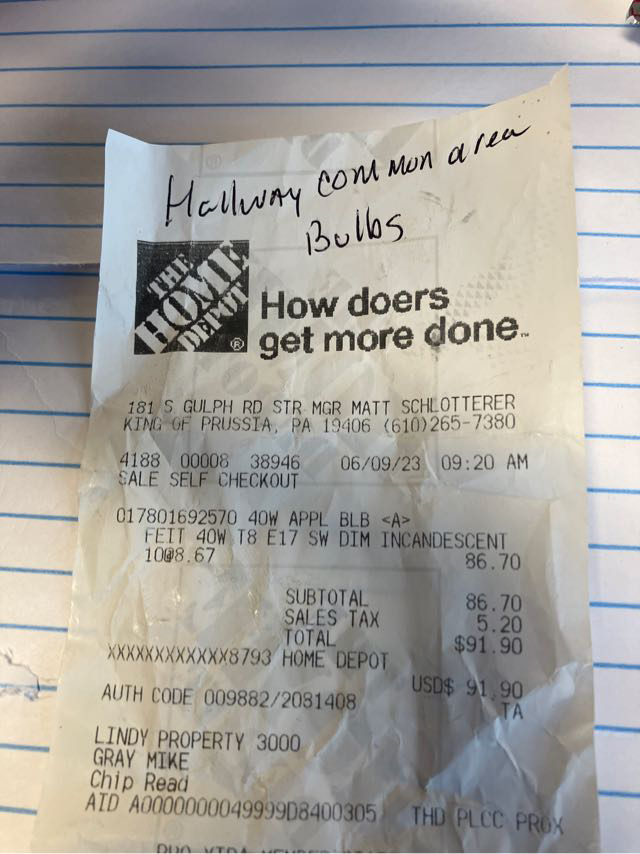 Hallway common area
Bulbs
THE
HOME
DEPOT
®
How doers
get more done™
181 S GULPH RD STR MGR MATT SCHLOTTERER
KING OF PRUSSIA, PA 19406 (610)265-7380
4188 00008 38946 06/09/23 09:20 AM
SALE SELF CHECKOUT
017801692570 40W APPL BLB <A>
FEIT 40W T8 E17 SW DIM INCANDESCENT
10@8.67 86.70
SUBTOTAL 86.70
SALES TAX 5.20
TOTAL $91.90
XXXXXXXXXXXX8793 HOME DEPOT
USD$ 91.90
AUTH CODE 009882/2081408 TA
LINDY PROPERTY 3000
GRAY MIKE
Chip Read
AID A0000000049999D8400305 THD PLCC PROX